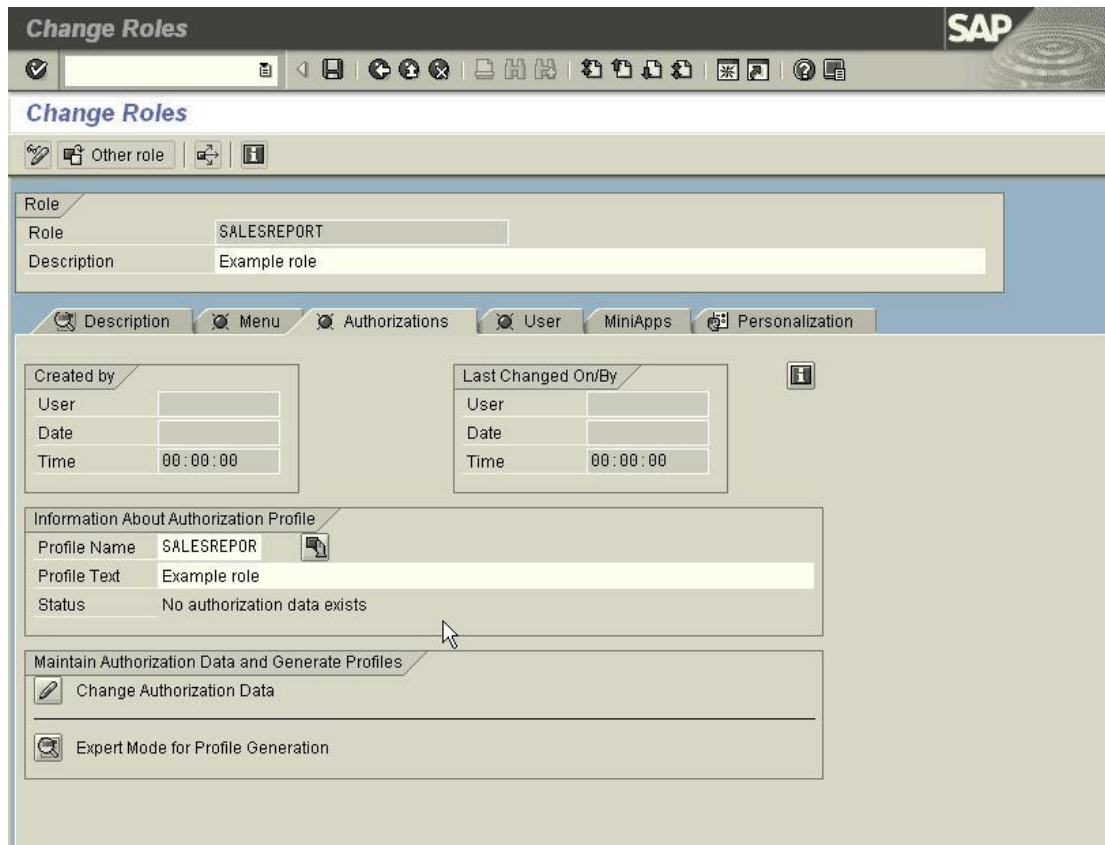 Change Roles
SAP
Change Roles
Other role
Role
Role SALESREPORT
Description Example role
Description Menu Authorizations User MiniApps Personalization
Created by Last Changed On/By
User User
Date Date
Time 00:00:00 Time 00:00:00
Information About Authorization Profile
Profile Name SALESREPOR
Profile Text Example role
Status No authorization data exists
Maintain Authorization Data and Generate Profiles
Change Authorization Data
Expert Mode for Profile Generation